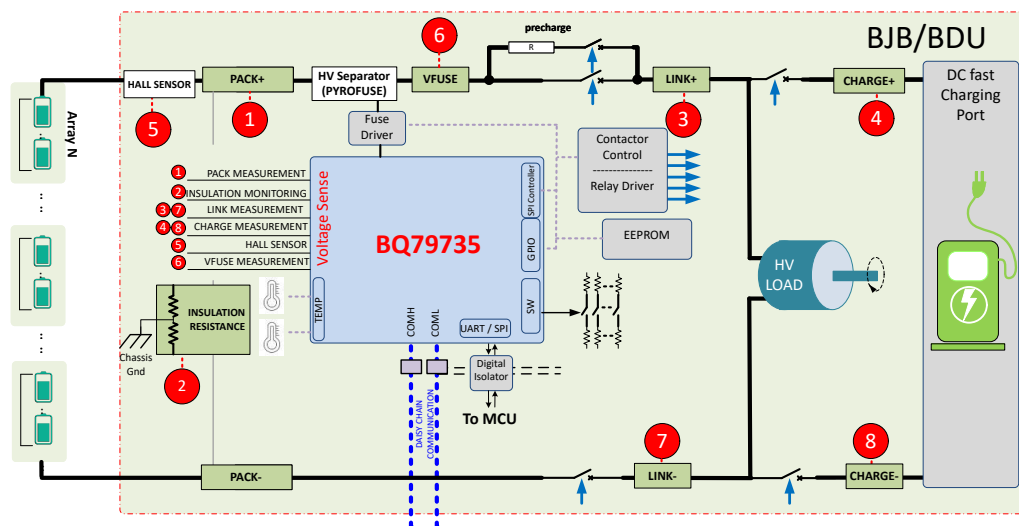 6
precharge
BJB/BDU
R
HALL SENSOR
PACK+
HV Separator
(PYROFUSE)
VFUSE
LINK+
CHARGE+
DC fast
Charging
Port
Array N
5
1
3
4
Fuse
Driver
Contactor
Control
Relay Driver
1 PACK MEASUREMENT
2 INSULATION MONITORING
3 7 LINK MEASUREMENT
4 8 CHARGE MEASUREMENT
5 HALL SENSOR
6 VFUSE MEASUREMENT
Voltage Sense
BQ79735
SPI Controller
GPIO
EEPROM
HV
LOAD
INSULATION
RESISTANCE
TEMP
SW
COMH
COML
UART / SPI
Chassis
Gnd
2
Digital
Isolator
To MCU
DAISY CHAIN
COMMUNICATION
7
8
PACK-
LINK-
CHARGE-